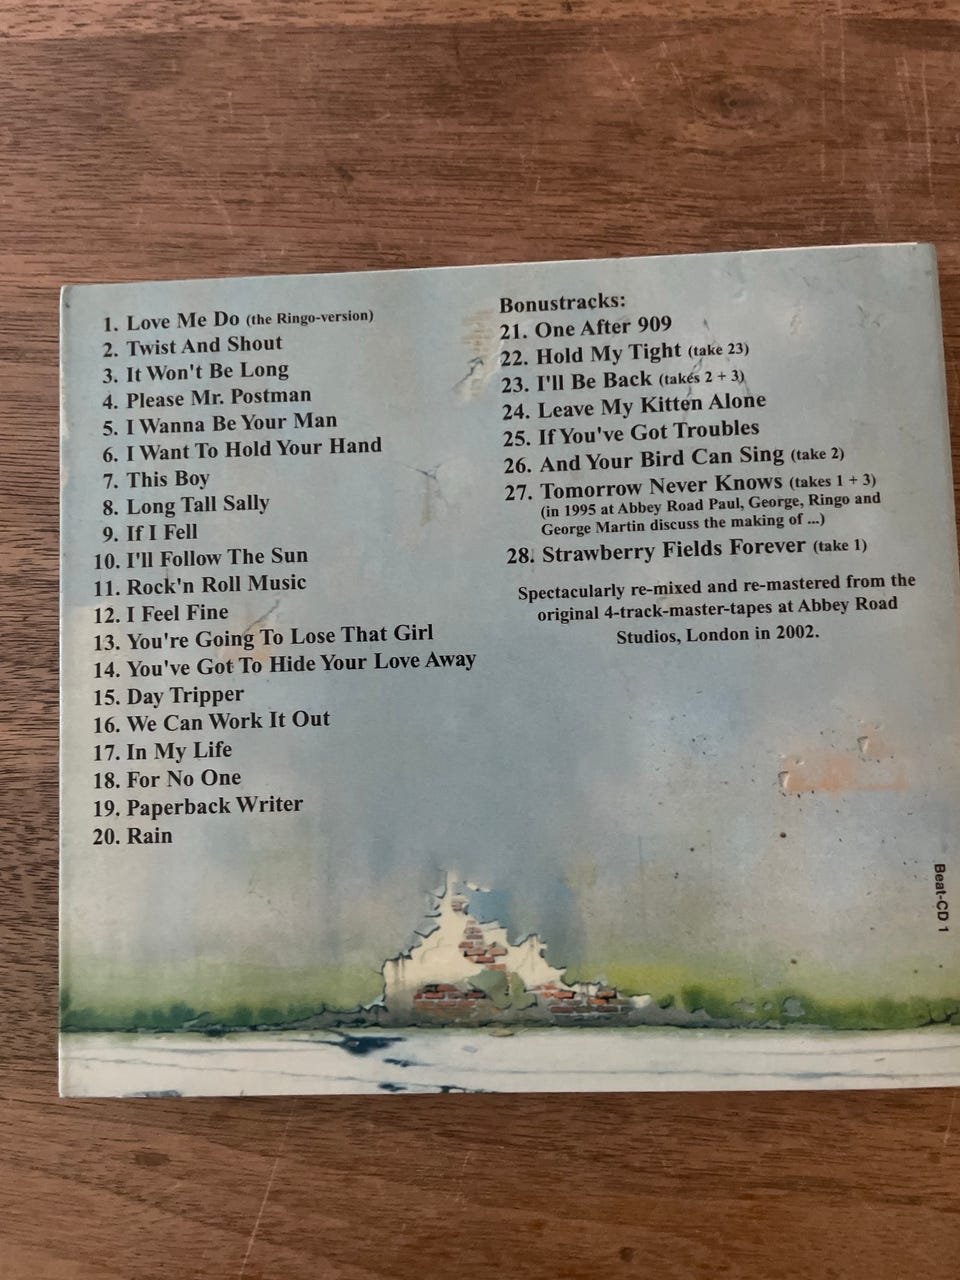 1. Love Me Do (the Ringo-version)
2. Twist And Shout
3. It Won't Be Long
4. Please Mr. Postman
5. I Wanna Be Your Man
6. I Want To Hold Your Hand
7. This Boy
8. Long Tall Sally
9. If I Fell
10. I'll Follow The Sun
11. Rock'n Roll Music
12. I Feel Fine
13. You're Going To Lose That Girl
14. You've Got To Hide Your Love Away
15. Day Tripper
16. We Can Work It Out
17. In My Life
18. For No One
19. Paperback Writer
20. Rain
Bonustracks:
21. One After 909
22. Hold My Tight (take 23)
23. I'll Be Back (takes 2 + 3)
24. Leave My Kitten Alone
25. If You've Got Troubles
26. And Your Bird Can Sing (take 2)
27. Tomorrow Never Knows (takes 1 + 3)
(in 1995 at Abbey Road Paul, George, Ringo and
George Martin discuss the making of ...)
28. Strawberry Fields Forever (take 1)
Spectacularly re-mixed and re-mastered from the
original 4-track-master-tapes at Abbey Road
Studios, London in 2002.
Beat-CD 1